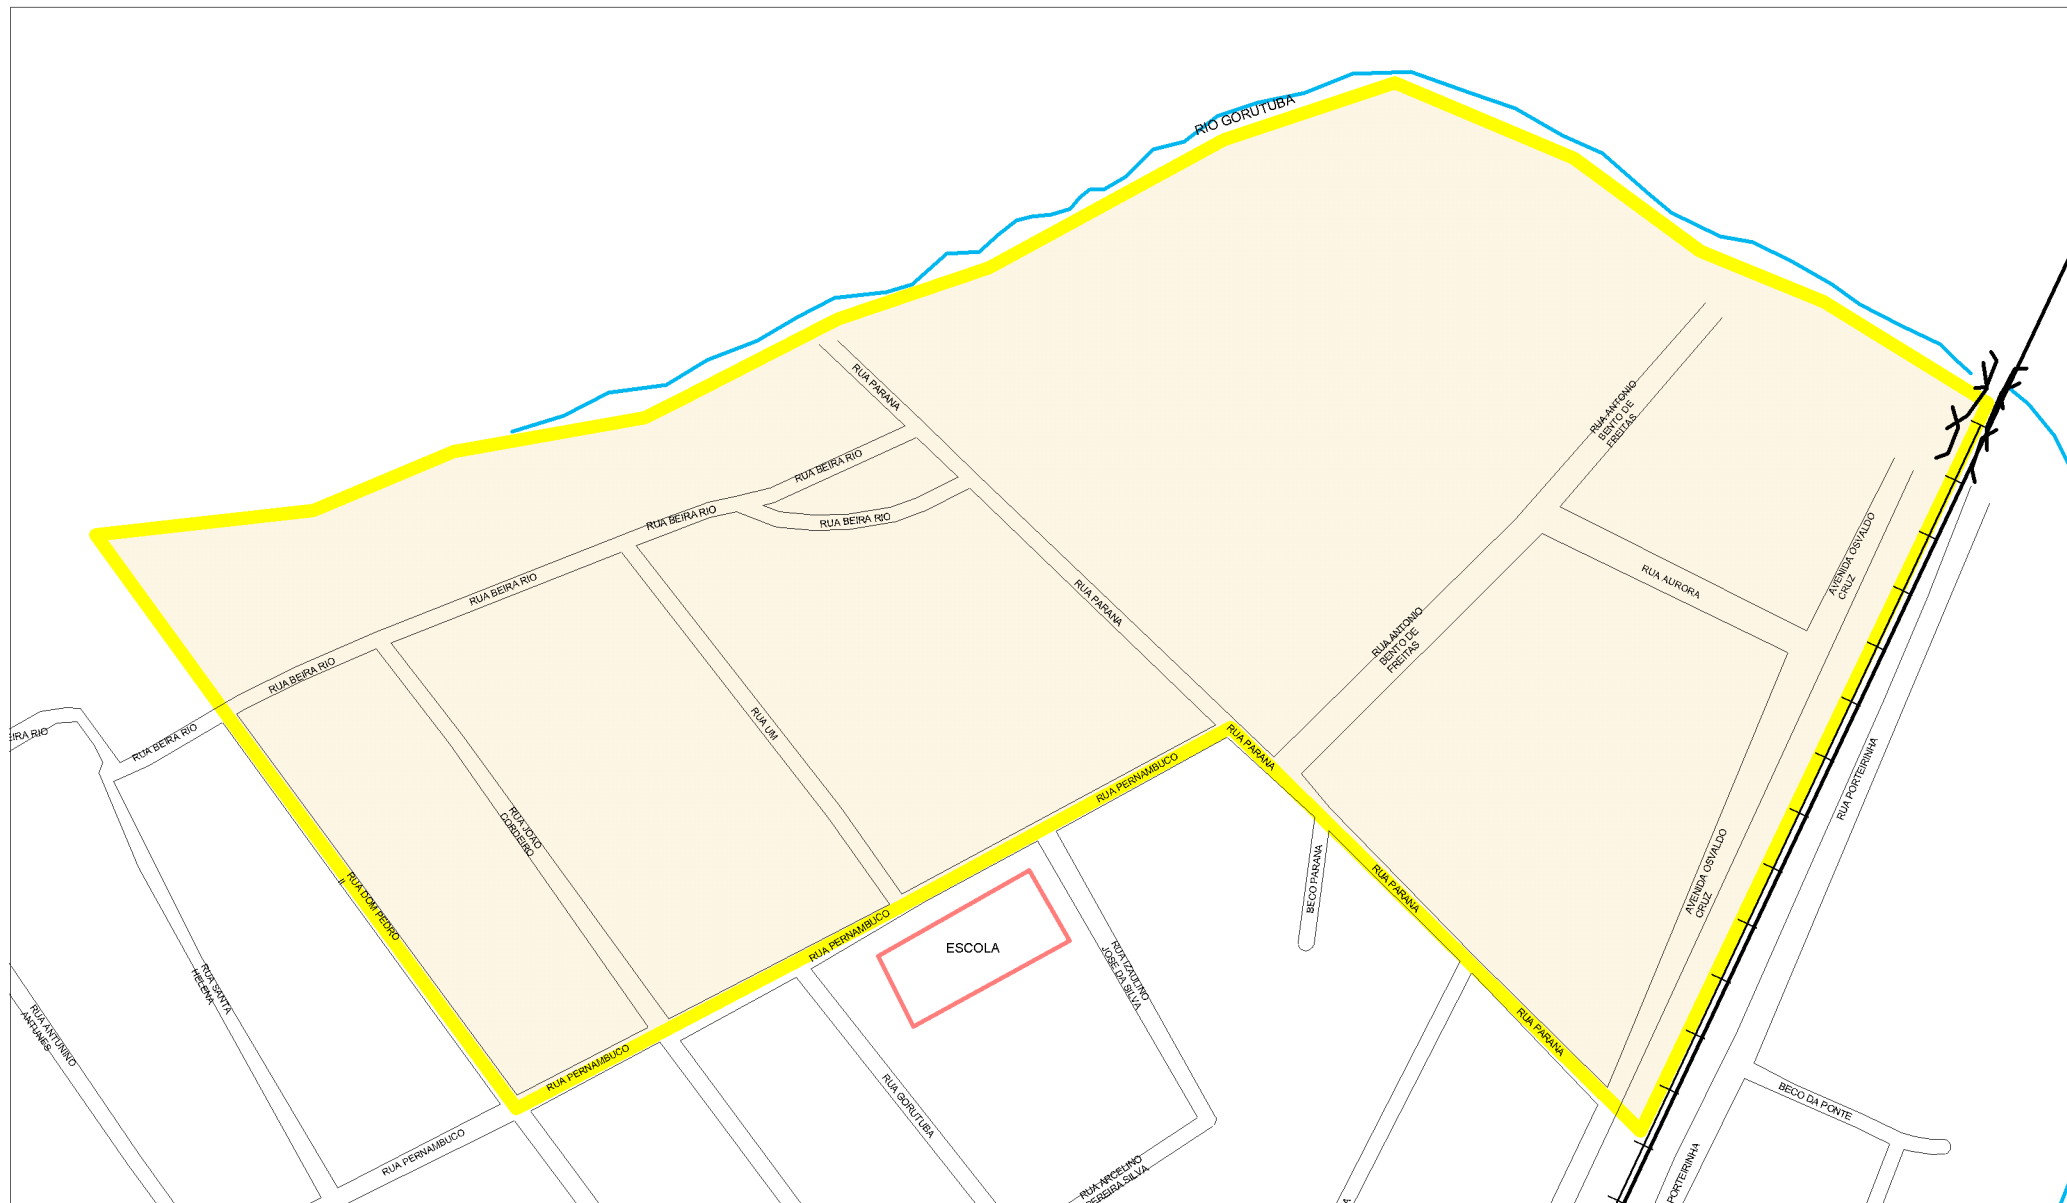 RIO GORUTUBA
RUA PARANA
RUA ANTONIO
BENTO DE
FREITAS
RUA BEIRA RIO
RUA BEIRA RIO
RUA BEIRA RIO
RUA BEIRA RIO
RUA BEIRA RIO
RUA BEIRA RIO
EIRA RIO
RUA PARANA
RUA AURORA
AVENIDA OSVALDO
CRUZ
RUA ANTONIO
BENTO DE
FREITAS
RUA UM
RUA PARANA
RUA PERNAMBUCO
RUA PORTEIRINHA
RUA JOAO
CORDEIRO
RUA DOM PEDRO
II
BECO PARANA
RUA PARANA
AVENIDA OSVALDO
CRUZ
RUA PERNAMBUCO
ESCOLA
RUA IZAULINO
JOSE DA SILVA
RUA SANTA
HELENA
RUA ANTUNINO
ANTUNES
RUA PERNAMBUCO
RUA PARANA
RUA GORUTUBA
BECO DA PONTE
RUA PERNAMBUCO
RUA ARCELINO
PEREIRA SILVA
PORTEIRINHA
A